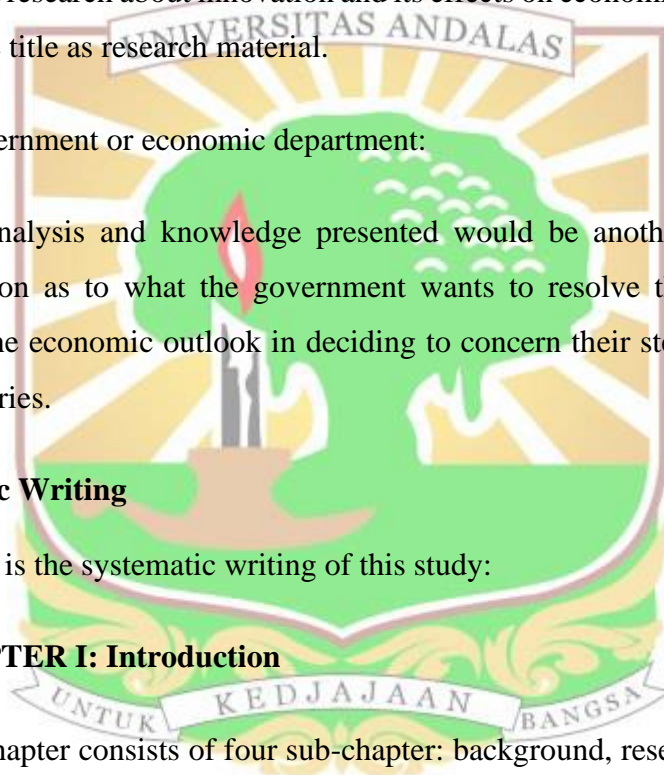 research about innovation and its effects on econom
UNIVERSITAS ANDALAS
title as research material.
ernment or economic department:
nalysis and knowledge presented would be anoth
on as to what the government wants to resolve t
ne economic outlook in deciding to concern their st
ries.
c Writing
is the systematic writing of this study:
PTER I: Introduction
UNTUK KEDJAJAAN BANGSA
hapter consists of four sub-chapter: background, rese